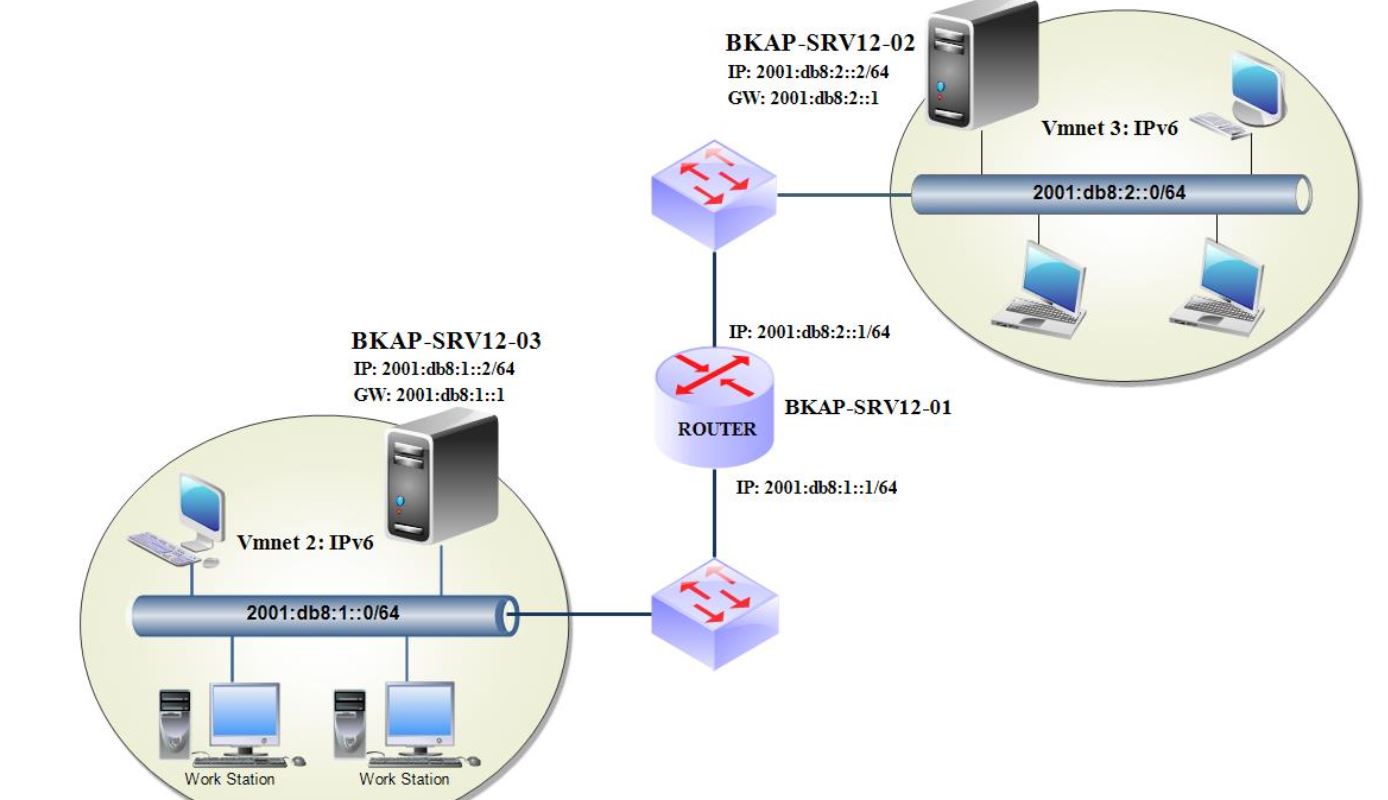 BKAP-SRV12-02
IP: 2001:db8:2::2/64
GW: 2001:db8:2::1
Vmnet 3: IPv6
2001:db8:2::0/64
IP: 2001:db8:2::1/64
BKAP-SRV12-03
IP: 2001:db8:1::2/64
GW: 2001:db8:1::1
BKAP-SRV12-01
ROUTER
IP: 2001:db8:1::1/64
Vmnet 2: IPv6
2001:db8:1::0/64
Work Station
Work Station